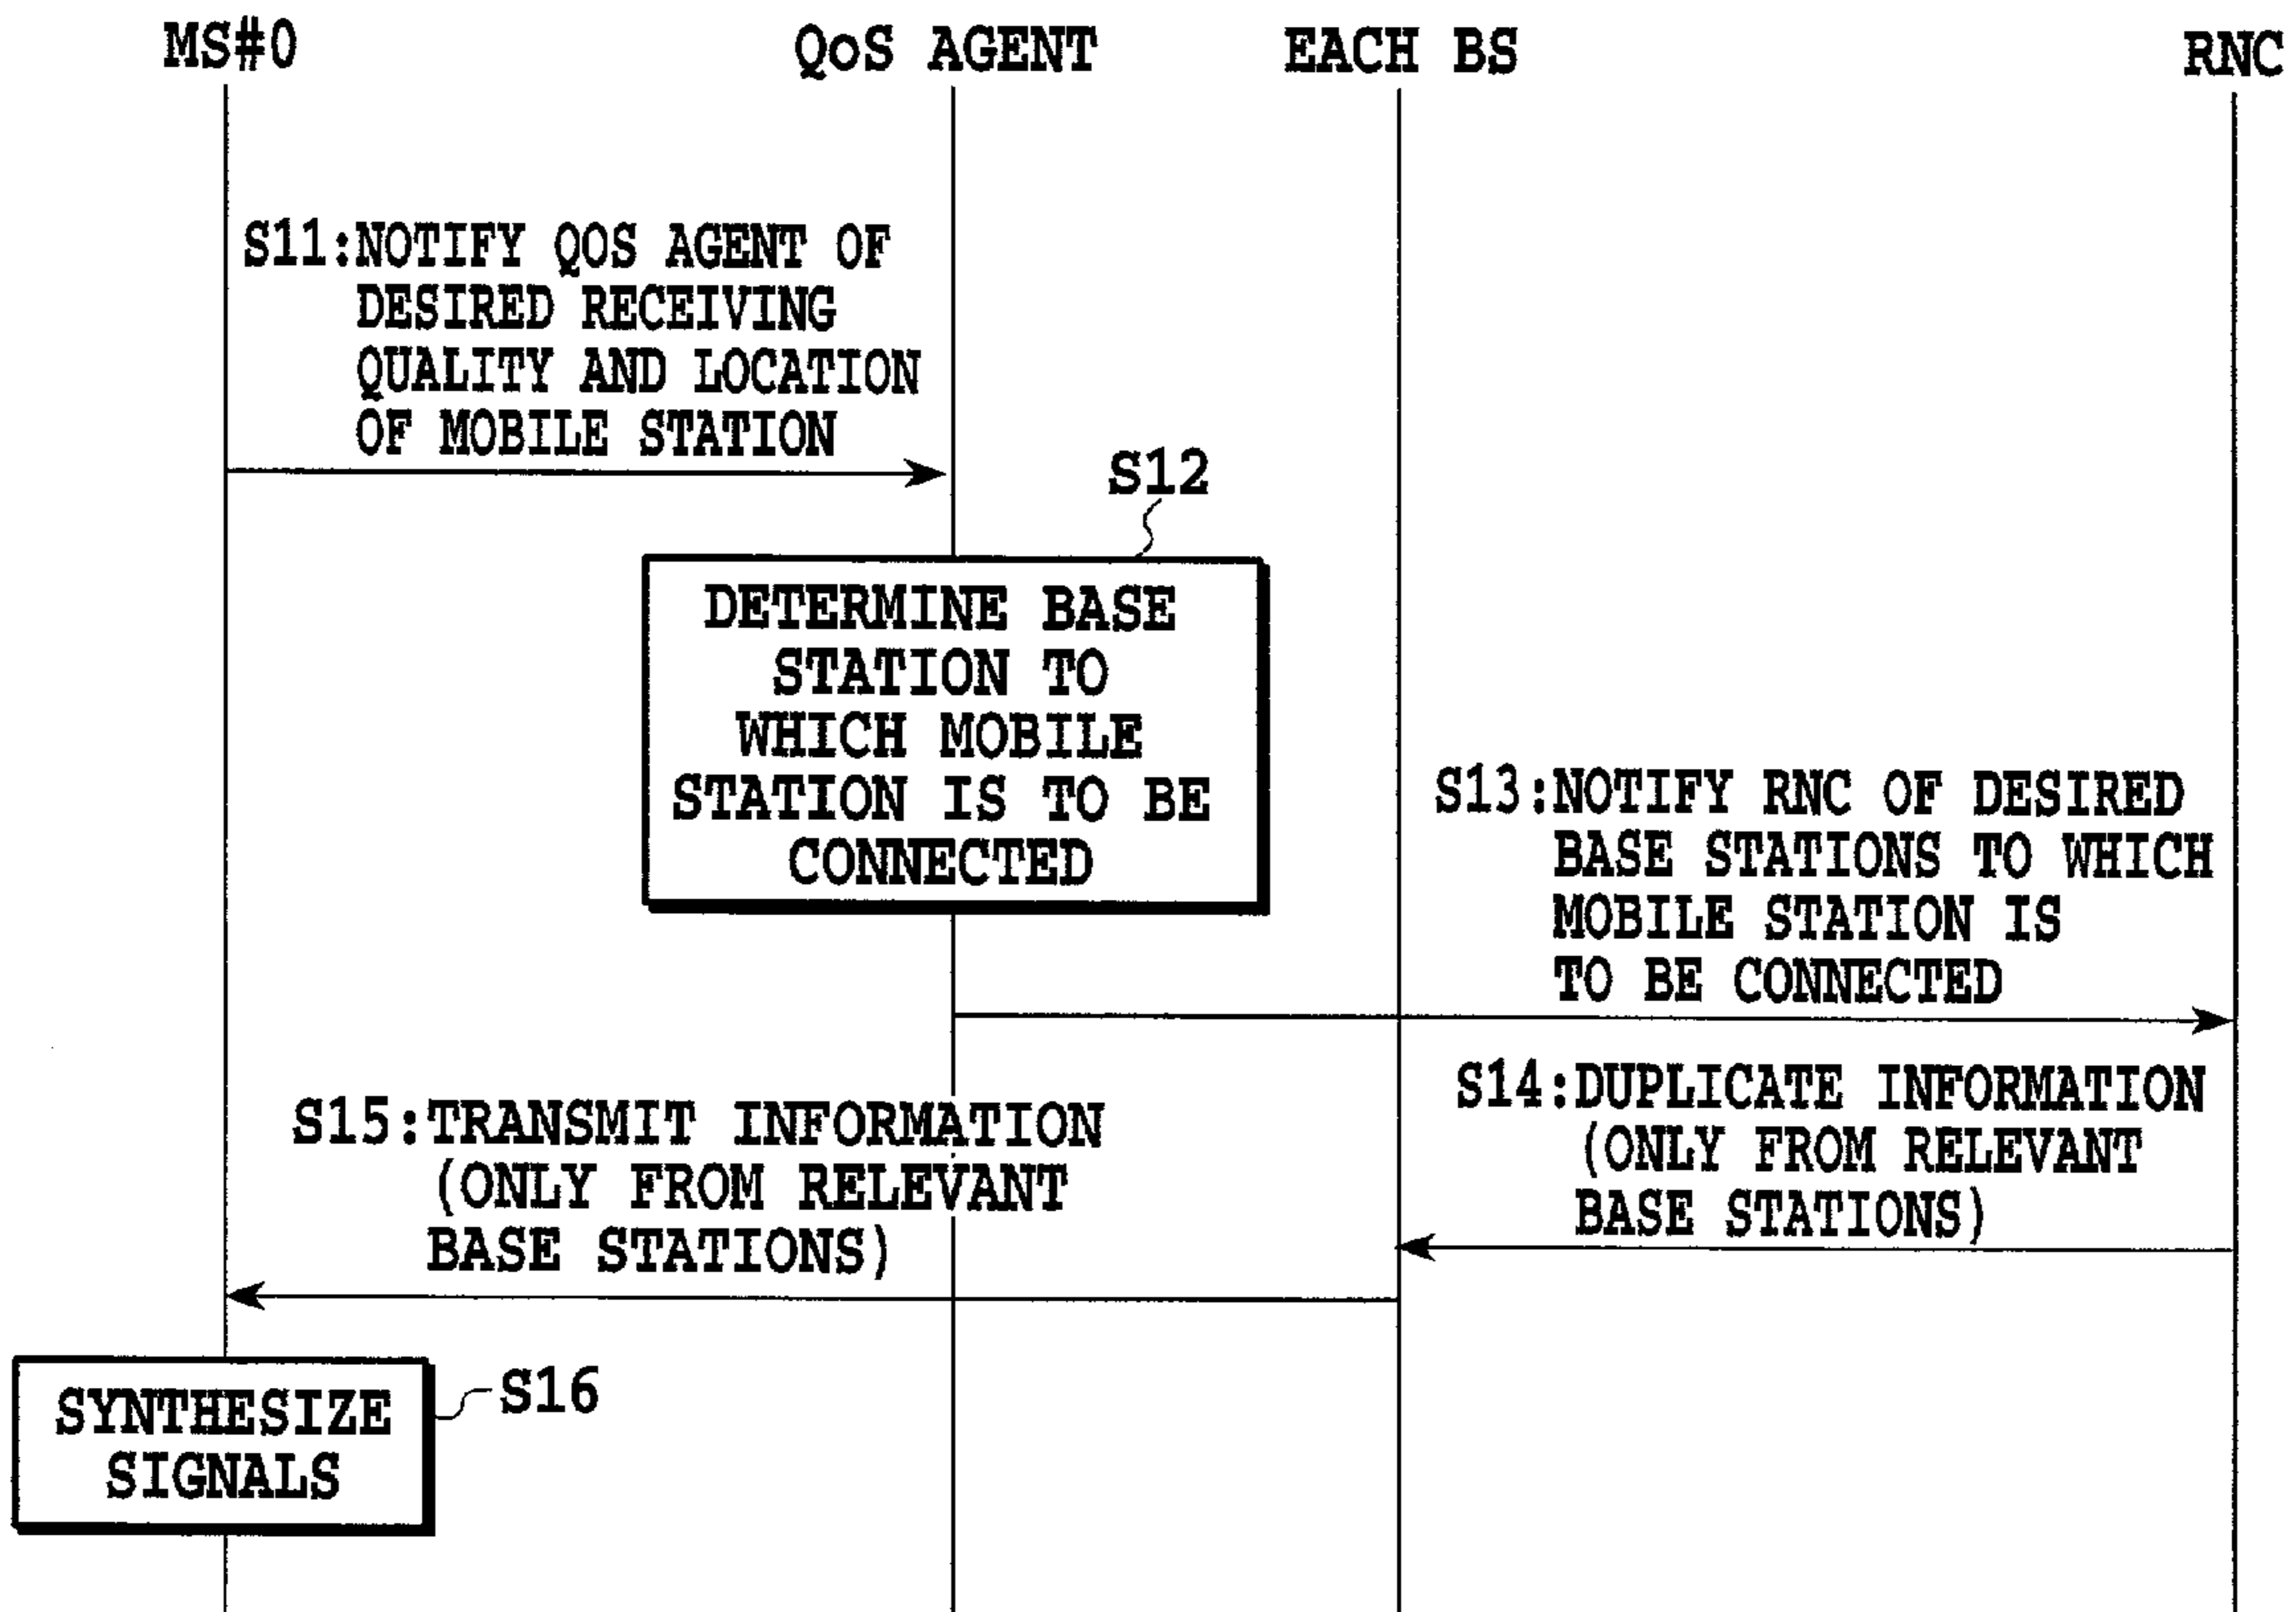 MS#0
QoS AGENT
EACH BS
RNC
S11:NOTIFY QOS AGENT OF
DESIRED RECEIVING
QUALITY AND LOCATION
OF MOBILE STATION
S12
DETERMINE BASE
STATION TO
WHICH MOBILE
STATION IS TO BE
CONNECTED
S13:NOTIFY RNC OF DESIRED
BASE STATIONS TO WHICH
MOBILE STATION IS
TO BE CONNECTED
S14:DUPLICATE INFORMATION
(ONLY FROM RELEVANT
BASE STATIONS)
S15:TRANSMIT INFORMATION
(ONLY FROM RELEVANT
BASE STATIONS)
SYNTHESIZE
SIGNALS
S16